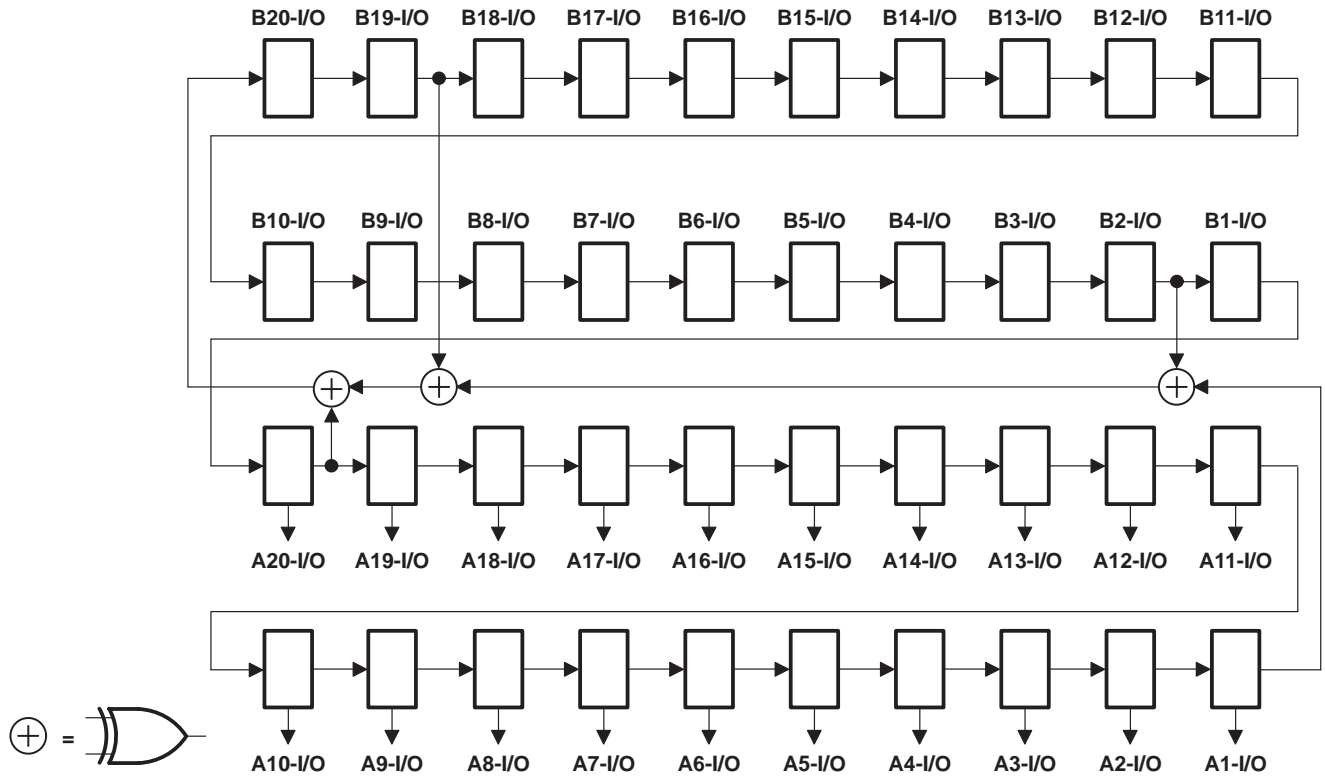 B20-I/O B19-I/O B18-I/O B17-I/O B16-I/O B15-I/O B14-I/O B13-I/O B12-I/O B11-I/O
B10-I/O B9-I/O B8-I/O B7-I/O B6-I/O B5-I/O B4-I/O B3-I/O B2-I/O B1-I/O
A20-I/O A19-I/O A18-I/O A17-I/O A16-I/O A15-I/O A14-I/O A13-I/O A12-I/O A11-I/O
=
A10-I/O A9-I/O A8-I/O A7-I/O A6-I/O A5-I/O A4-I/O A3-I/O A2-I/O A1-I/O